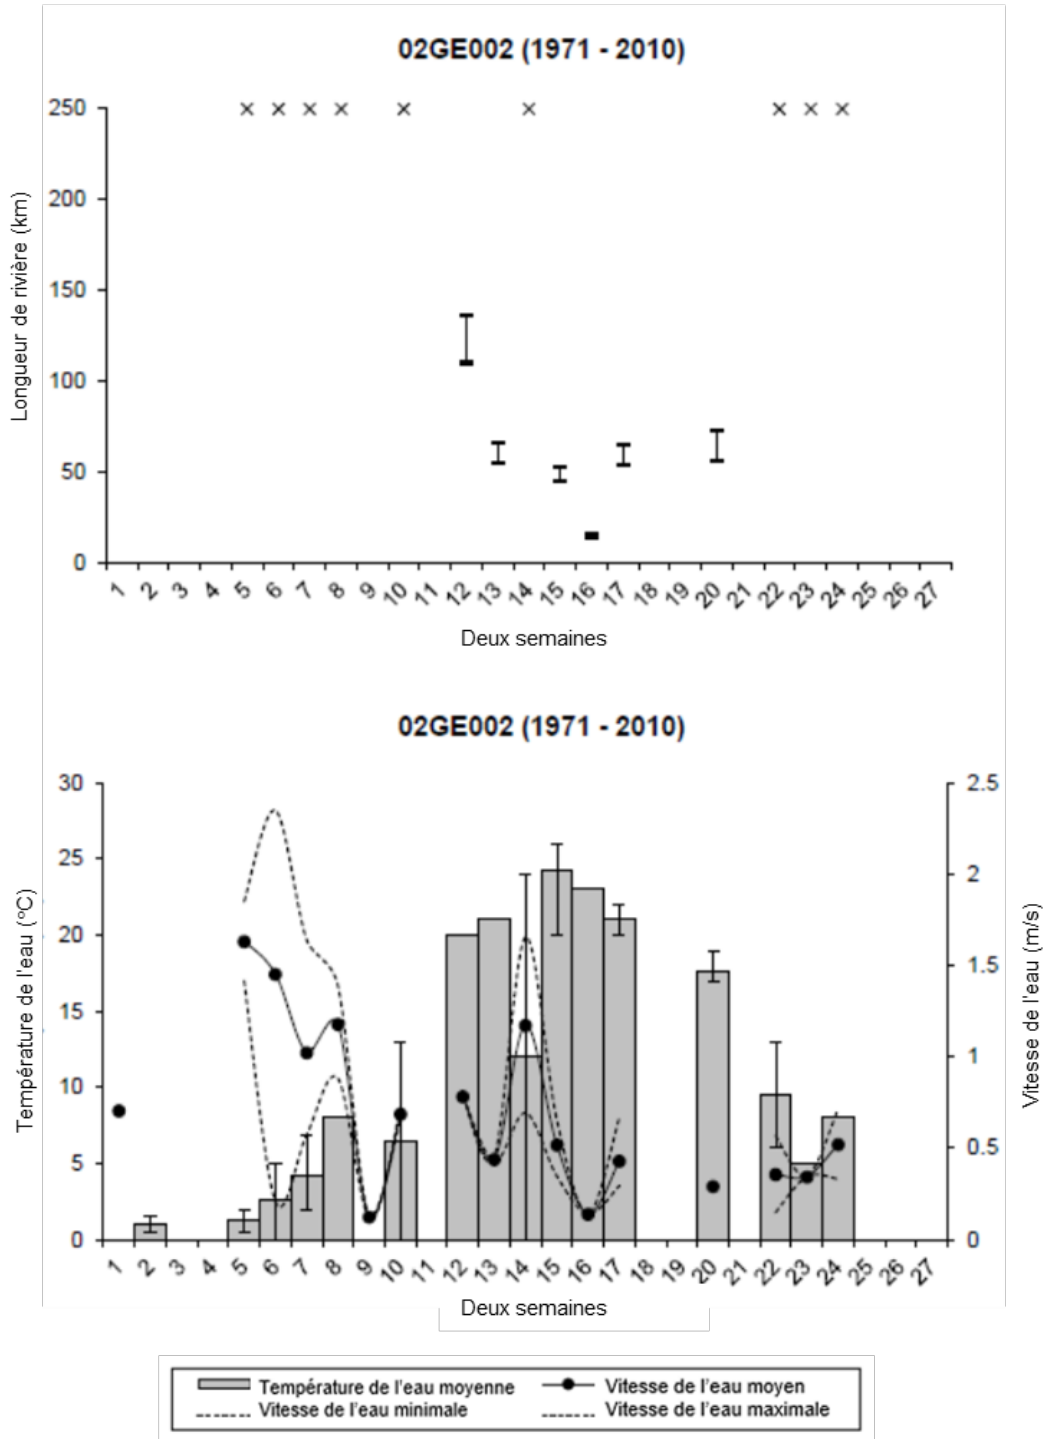 02GE002 (1971 - 2010)
250
200
150
100
50
0
Longueur de rivière (km)
1 2 3 4 5 6 7 8 9 10 11 12 13 14 15 16 17 18 19 20 21 22 23 24 25 26 27
Deux semaines
02GE002 (1971 - 2010)
30
25
20
15
10
5
0
Température de l'eau (°C)
2.5
2
1.5
1
0.5
0
Vitesse de l'eau (m/s)
1 2 3 4 5 6 7 8 9 10 11 12 13 14 15 16 17 18 19 20 21 22 23 24 25 26 27
Deux semaines
Température de l'eau moyenne
Vitesse de l'eau moyen
Vitesse de l'eau minimale
Vitesse de l'eau maximale